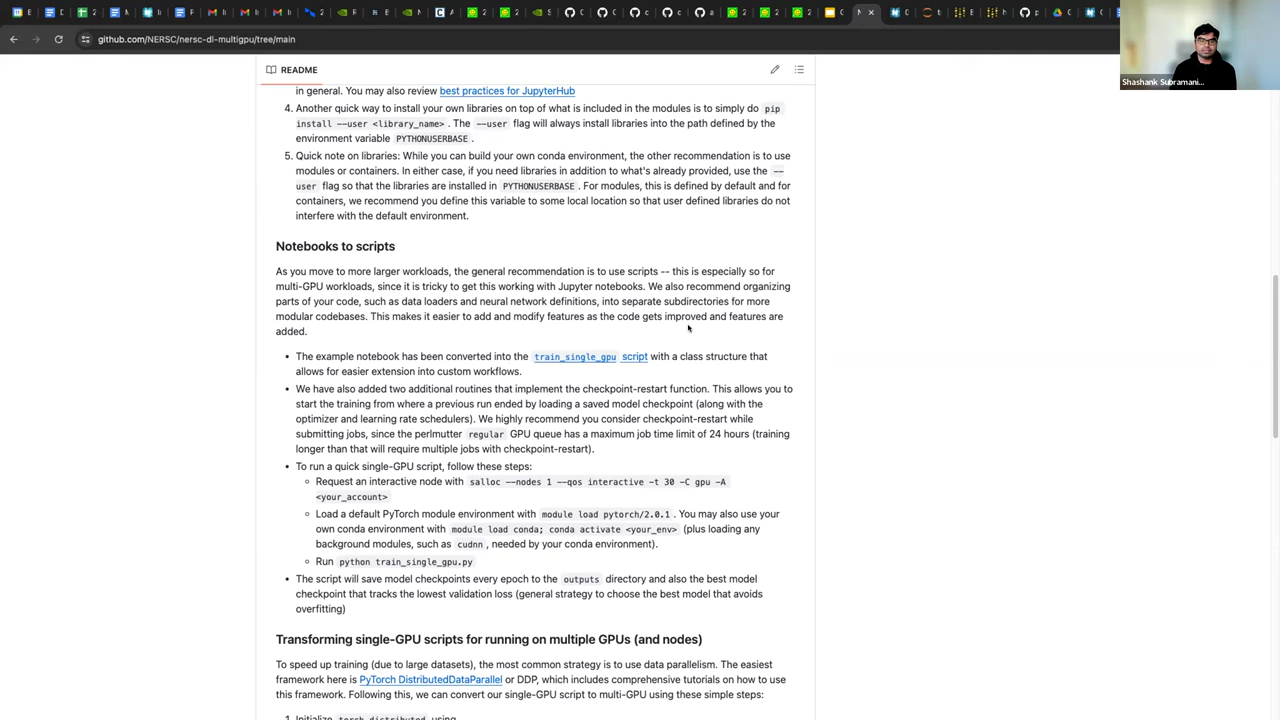 github.com/NERSC/nersc-dl-multigpu/tree/main
Shashank Subramani...
README
in general. You may also review best practices for JupyterHub
4. Another quick way to install your own libraries on top of what is included in the modules is to simply do pip
install --user <library_name> . The --user flag will always install libraries into the path defined by the
environment variable PYTHONUSERBASE .
5. Quick note on libraries: While you can build your own conda environment, the other recommendation is to use
modules or containers. In either case, if you need libraries in addition to what's already provided, use the --
user flag so that the libraries are installed in PYTHONUSERBASE . For modules, this is defined by default and for
containers, we recommend you define this variable to some local location so that user defined libraries do not
interfere with the default environment.
Notebooks to scripts
As you move to more larger workloads, the general recommendation is to use scripts -- this is especially so for
multi-GPU workloads, since it is tricky to get this working with Jupyter notebooks. We also recommend organizing
parts of your code, such as data loaders and neural network definitions, into separate subdirectories for more
modular codebases. This makes it easier to add and modify features as the code gets improved and features are
added.
• The example notebook has been converted into the train_single_gpu script with a class structure that
allows for easier extension into custom workflows.
• We have also added two additional routines that implement the checkpoint-restart function. This allows you to
start the training from where a previous run ended by loading a saved model checkpoint (along with the
optimizer and learning rate schedulers). We highly recommend you consider checkpoint-restart while
submitting jobs, since the perlmutter regular GPU queue has a maximum job time limit of 24 hours (training
longer than that will require multiple jobs with checkpoint-restart).
• To run a quick single-GPU script, follow these steps:
◦ Request an interactive node with salloc --nodes 1 --qos interactive -t 30 -C gpu -A
<your_account>
◦ Load a default PyTorch module environment with module load pytorch/2.0.1 . You may also use your
own conda environment with module load conda; conda activate <your_env> (plus loading any
background modules, such as cudnn , needed by your conda environment).
◦ Run python train_single_gpu.py
• The script will save model checkpoints every epoch to the outputs directory and also the best model
checkpoint that tracks the lowest validation loss (general strategy to choose the best model that avoids
overfitting)
Transforming single-GPU scripts for running on multiple GPUs (and nodes)
To speed up training (due to large datasets), the most common strategy is to use data parallelism. The easiest
framework here is PyTorch DistributedDataParallel or DDP, which includes comprehensive tutorials on how to use
this framework. Following this, we can convert our single-GPU script to multi-GPU using these simple steps:
1. Initialize torch.distributed using